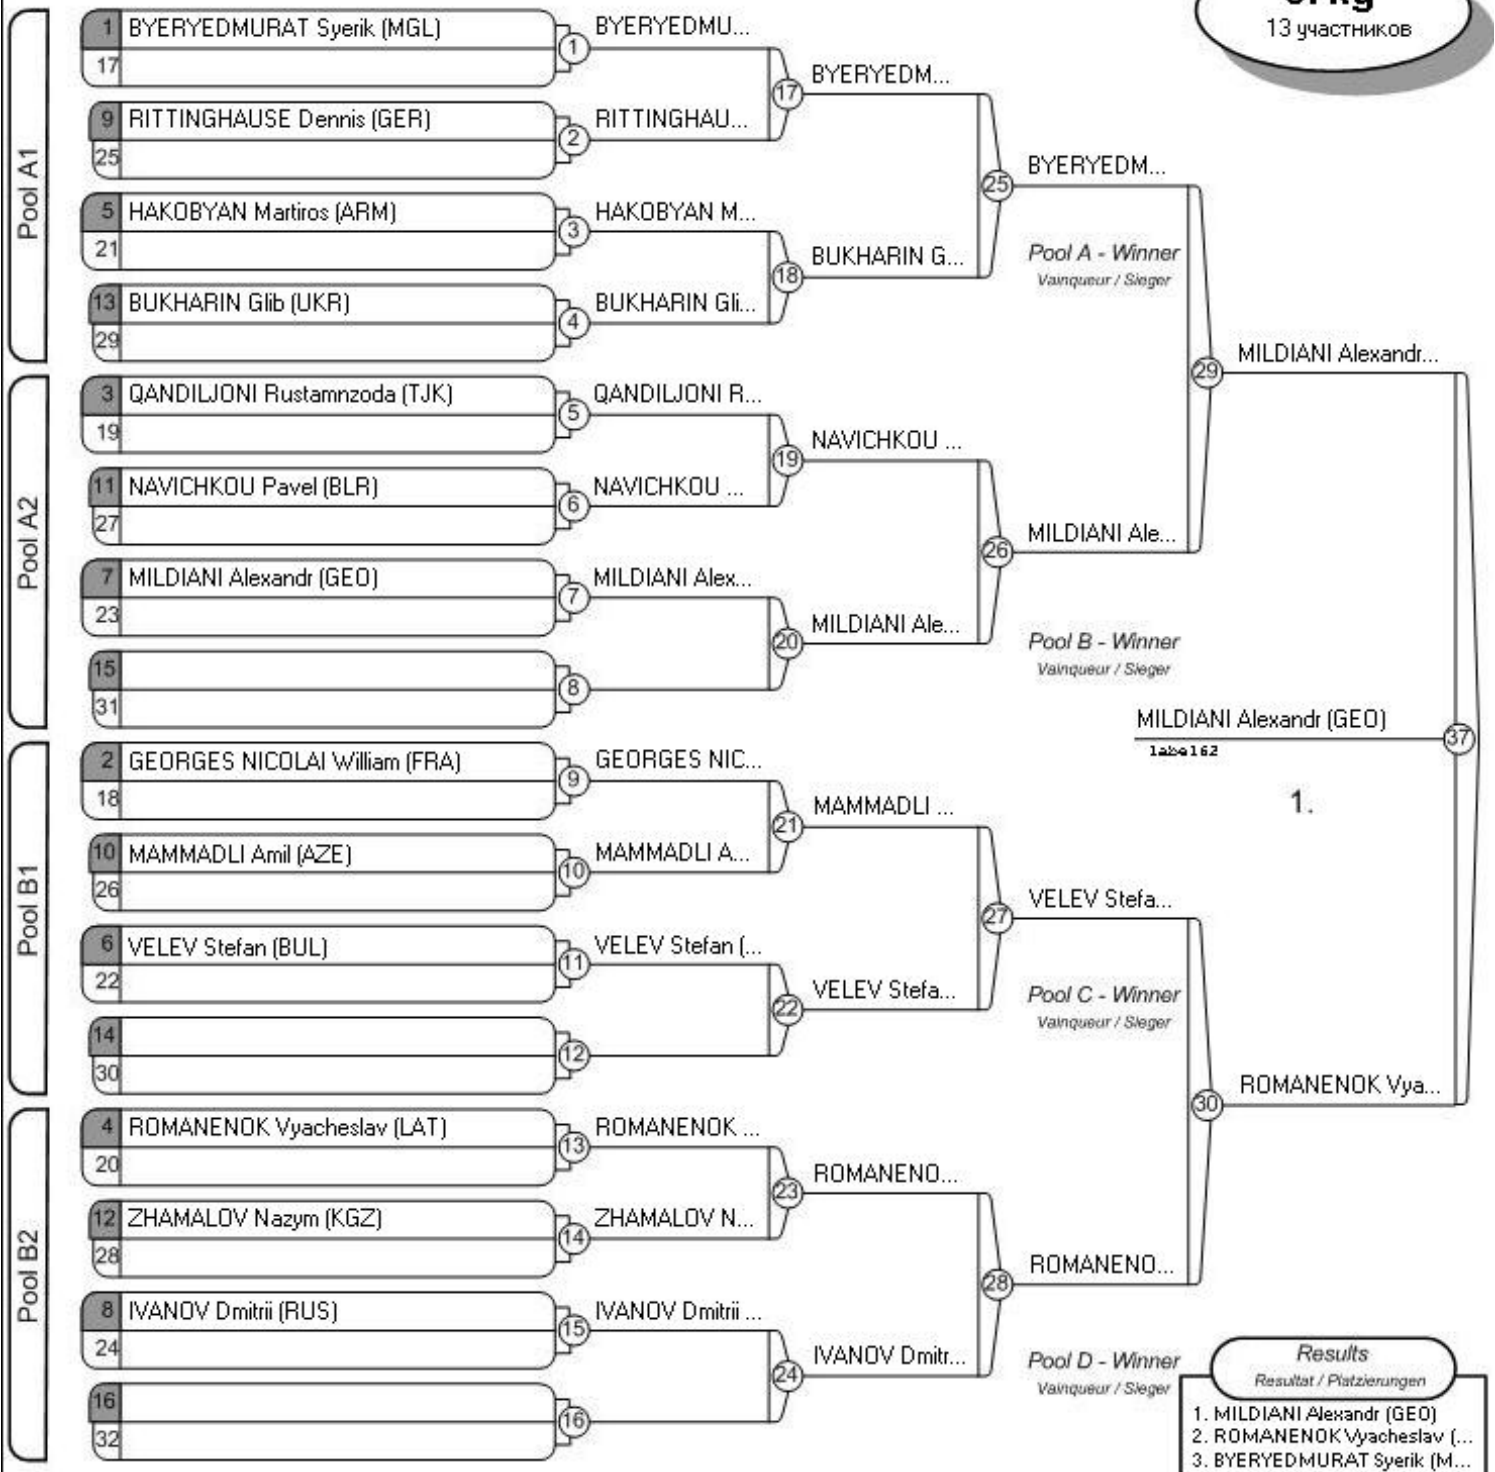 13 участников
Pool A1
1 BYERYEDMURAT Syerik (MGL)
17
1
BYERYEDMU...
9 RITTINGHAUSE Dennis (GER)
25
2
RITTINGHAU...
17
BYERYEDM...
5 HAKOBYAN Martiros (ARM)
21
3
HAKOBYAN M...
13 BUKHARIN Glib (UKR)
29
4
BUKHARIN Gli...
18
BUKHARIN G...
25
BYERYEDM...
Pool A - Winner
Vainqueur / Sieger
Pool A2
3 QANDILJONI Rustamnzoda (TJK)
19
5
QANDILJONI R...
11 NAVICHKOU Pavel (BLR)
27
6
NAVICHKOU ...
19
NAVICHKOU ...
7 MILDIANI Alexandr (GEO)
23
7
MILDIANI Alex...
15
31
8
20
MILDIANI Ale...
26
MILDIANI Ale...
Pool B - Winner
Vainqueur / Sieger
29
MILDIANI Alexandr...
MILDIANI Alexandr (GEO)
37
label62
1.
Pool B1
2 GEORGES NICOLAI William (FRA)
18
9
GEORGES NIC...
10 MAMMADLI Amil (AZE)
26
10
MAMMADLI A...
21
MAMMADLI ...
6 VELEV Stefan (BUL)
22
11
VELEV Stefan (...
14
30
12
22
VELEV Stefa...
27
VELEV Stefa...
Pool C - Winner
Vainqueur / Sieger
Pool B2
4 ROMANENOK Vyacheslav (LAT)
20
13
ROMANENOK ...
12 ZHAMALOV Nazym (KGZ)
28
14
ZHAMALOV N...
23
ROMANENO...
8 IVANOV Dmitrii (RUS)
24
15
IVANOV Dmitrii ...
16
32
16
24
IVANOV Dmitr...
28
ROMANENO...
30
ROMANENOK Vya...
Pool D - Winner
Vainqueur / Sieger
Results
Resultat / Platzierungen
1. MILDIANI Alexandr (GEO)
2. ROMANENOK Vyacheslav (...
3. BYERYEDMURAT Syerik (M...